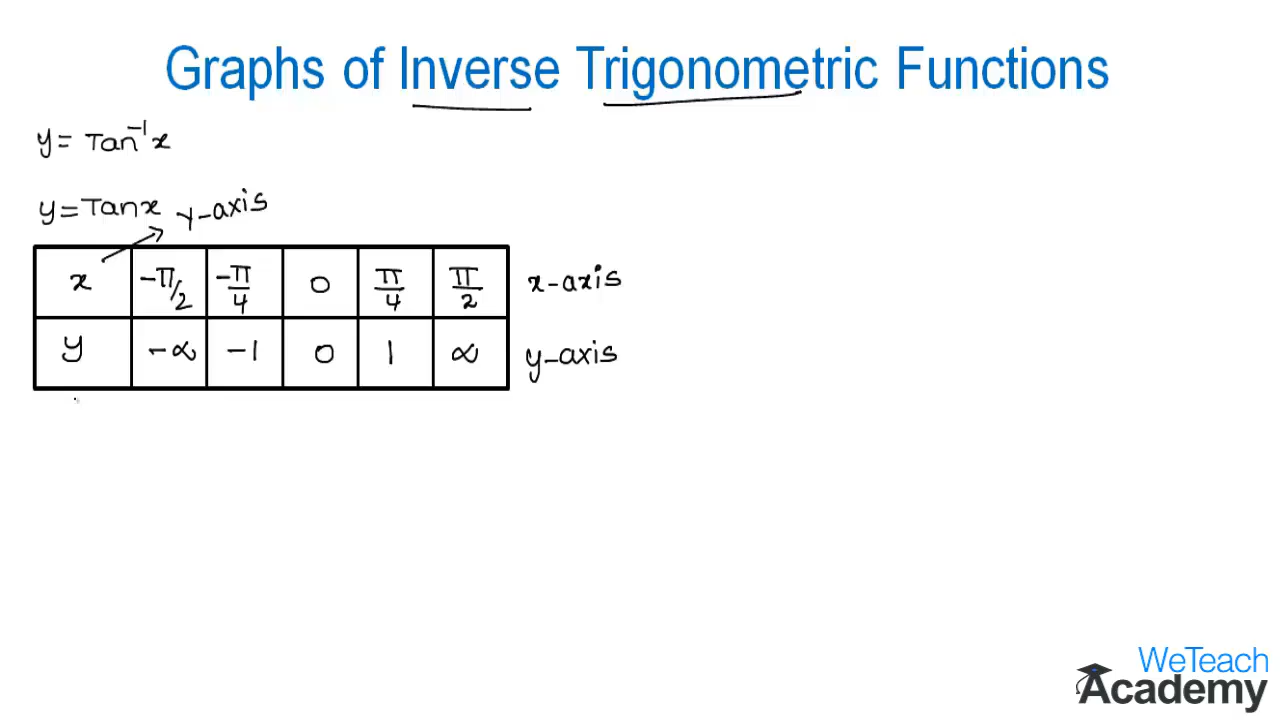 Graphs of Inverse Trigonometric Functions
y = Tan⁻¹x
y = Tanx y-axis
x -π/2 -π/4 0 π/4 π/2 x-axis
y -∝ -1 0 1 ∝ y-axis
WeTeach
Academy